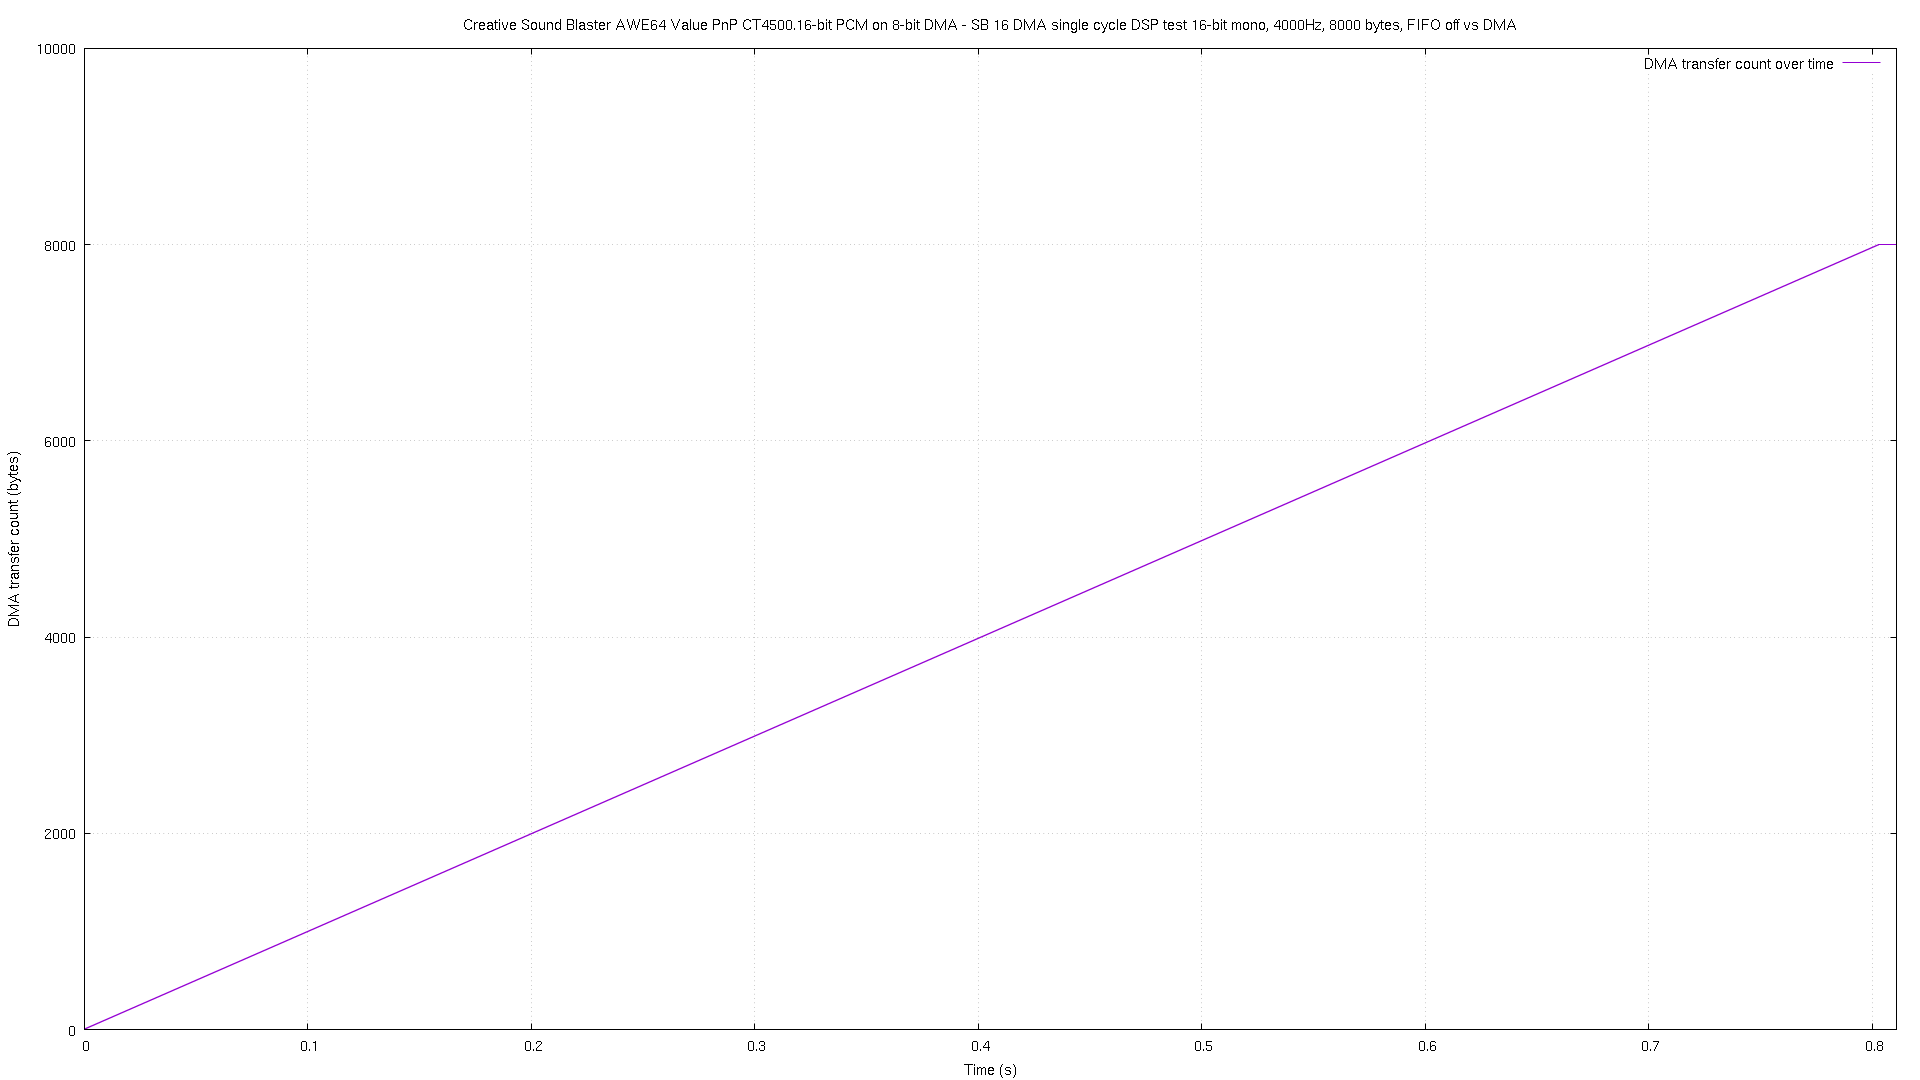 Creative Sound Blaster AWE64 Value PnP CT4500.16-bit PCM on 8-bit DMA - SB 16 DMA single cycle DSP test 16-bit mono, 4000Hz, 8000 bytes, FIFO off vs DMA
DMA transfer count over time
10000
8000
6000
4000
2000
0
DMA transfer count (bytes)
0 0.1 0.2 0.3 0.4 0.5 0.6 0.7 0.8
Time (s)